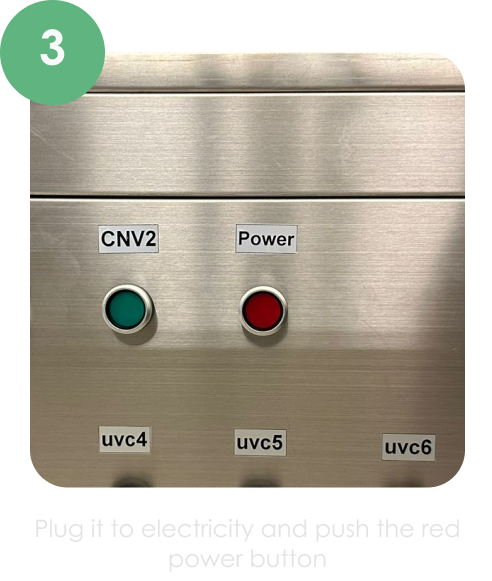 3
CNV2 Power
uvc4 uvc5 uvc6
Plug it to electricity and push the red
power button